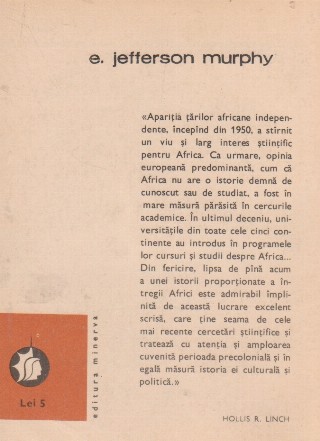 e. jefferson murphy
«Apariția țărilor africane indepen-
dente, începînd din 1950, a stîrnit
un viu și larg interes științific
pentru Africa. Ca urmare, opinia
europeană predominantă, cum că
Africa nu are o istorie demnă de
cunoscut sau de studiat, a fost în
mare măsură părăsită în cercurile
academice. În ultimul deceniu, uni-
versitățile din toate cele cinci con-
tinente au introdus în programele
lor cursuri și studii despre Africa...
Din fericire, lipsa de pînă acum
a unei istorii proporționate a în-
tregii Africi este admirabil împli-
nită de această lucrare excelent
scrisă, care ține seama de cele
mai recente cercetări științifice și
tratează cu atenția și amploarea
cuvenită perioada precolonială și în
egală măsură istoria ei culturală și
politică.»
HOLLIS R. LINCH
editura minerva
Lei 5